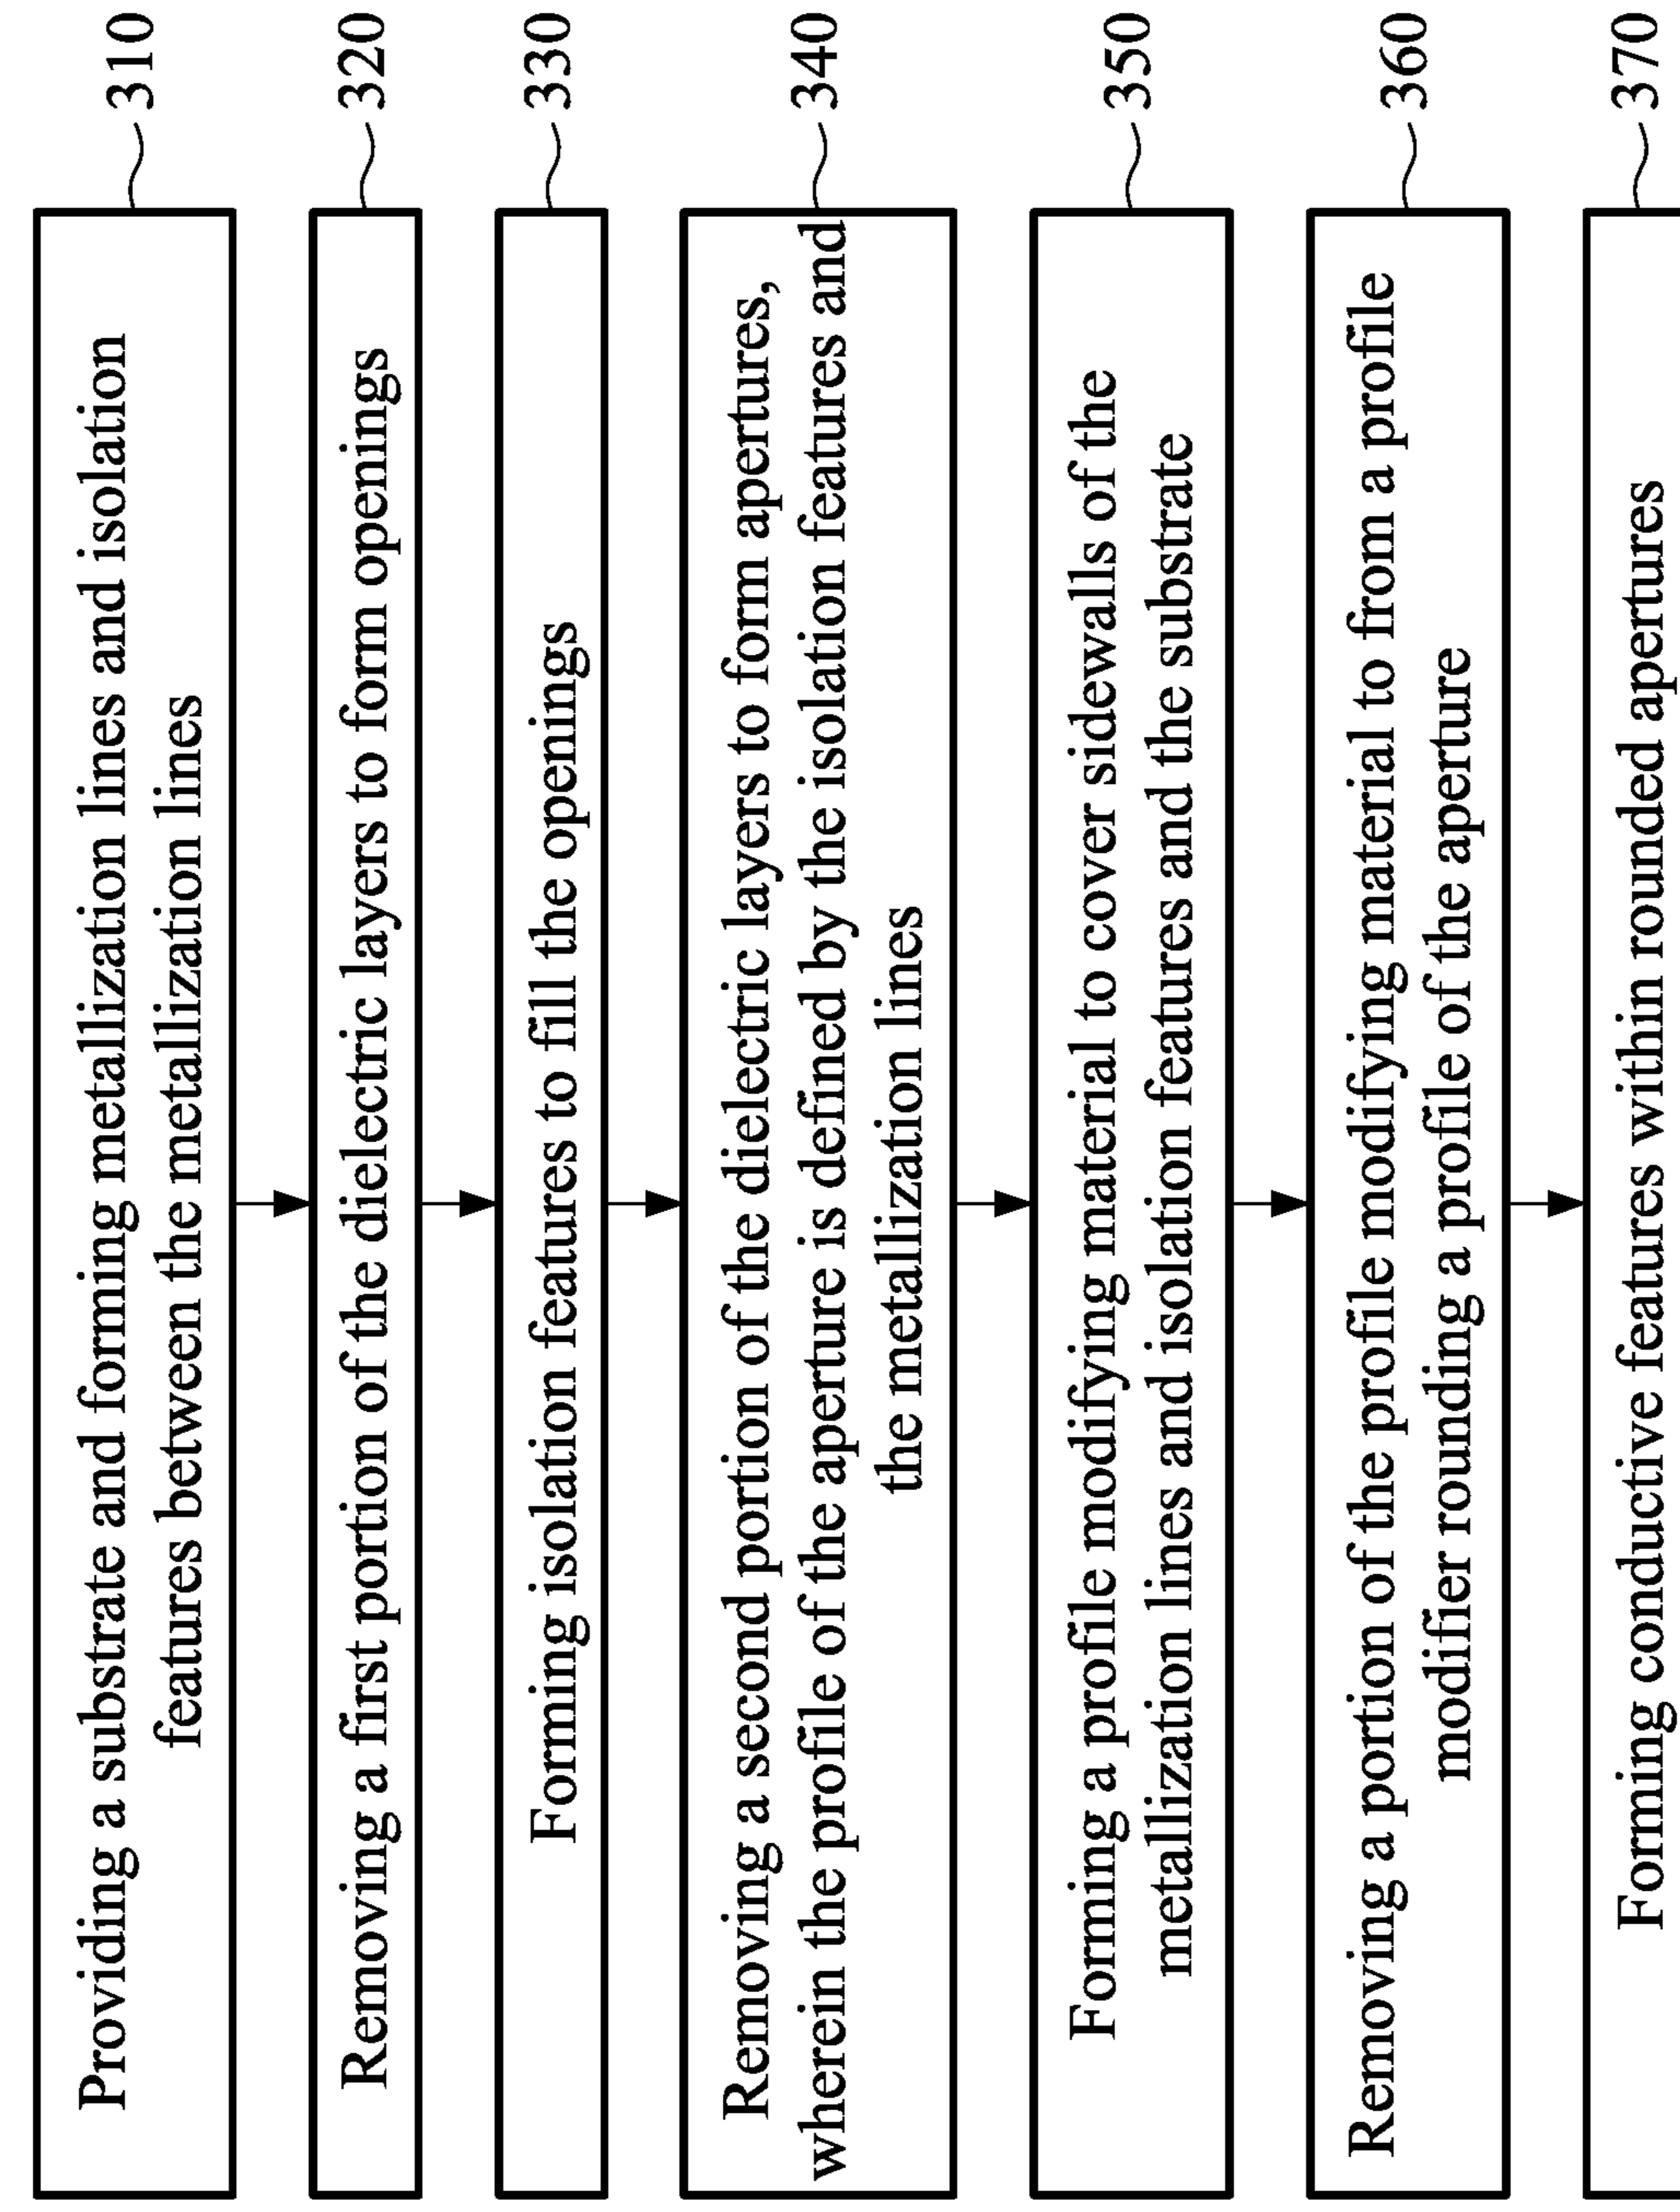 Providing a substrate and forming metallization lines and isolation
features between the metallization lines
310
Removing a first portion of the dielectric layers to form openings
320
Forming isolation features to fill the openings
330
Removing a second portion of the dielectric layers to form apertures,
wherein the profile of the aperture is defined by the isolation features and
the metallization lines
340
Forming a profile modifying material to cover sidewalls of the
metallization lines and isolation features and the substrate
350
Removing a portion of the profile modifying material to from a profile
modifier rounding a profile of the aperture
360
Forming conductive features within rounded apertures
370